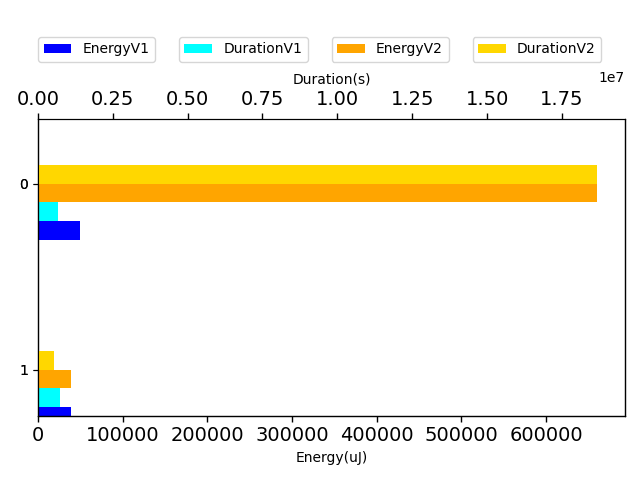 EnergyV1 DurationV1 EnergyV2 DurationV2
Duration(s)
1e7
0.00 0.25 0.50 0.75 1.00 1.25 1.50 1.75
0
1
0 100000 200000 300000 400000 500000 600000
Energy(uJ)